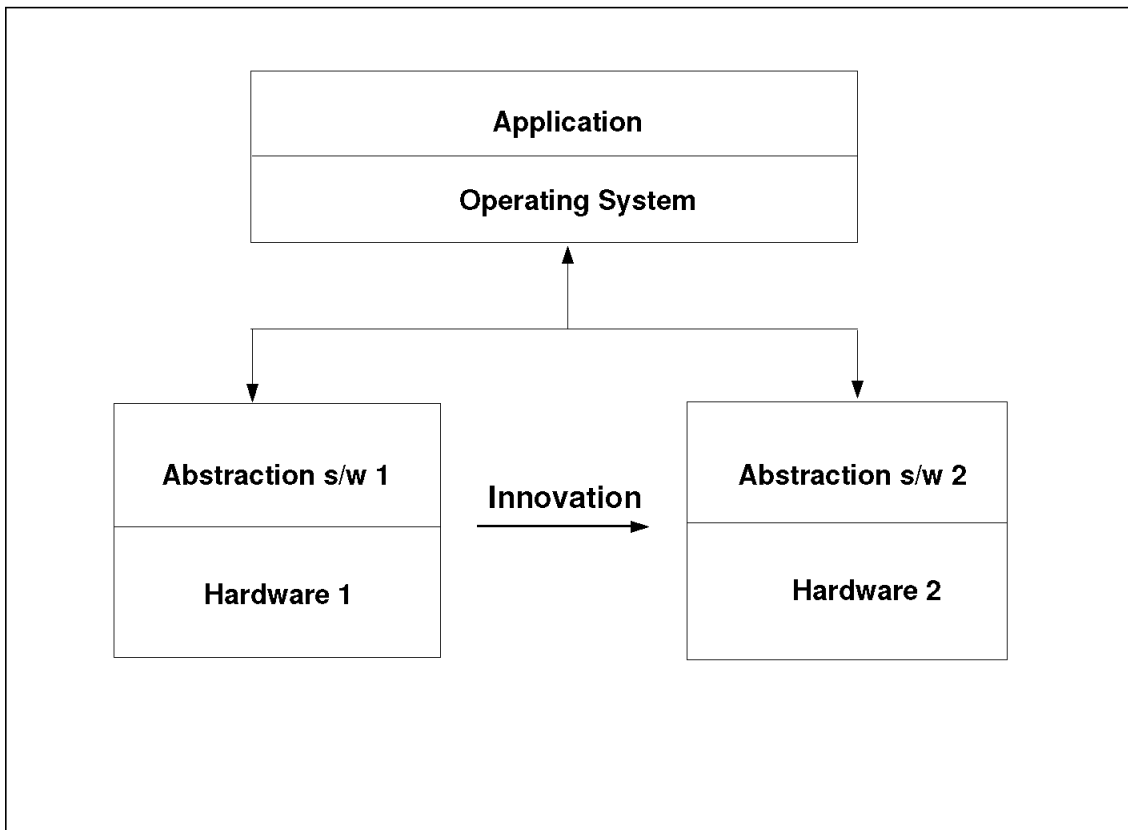 Application
Operating System
Abstraction s/w 1
Abstraction s/w 2
Innovation
Hardware 1
Hardware 2